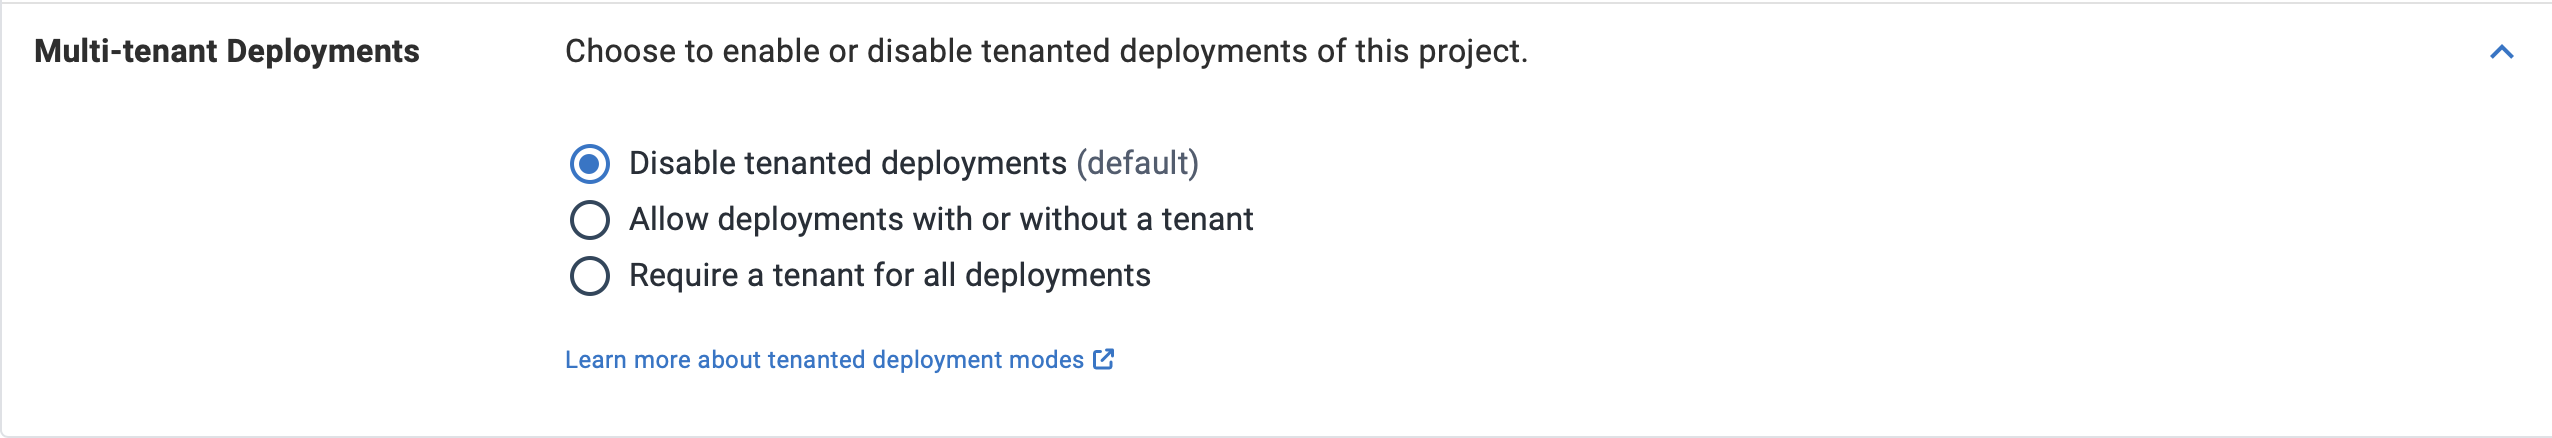 Multi-tenant Deployments
Choose to enable or disable tenanted deployments of this project.
Disable tenanted deployments (default)
Allow deployments with or without a tenant
Require a tenant for all deployments
Learn more about tenanted deployment modes